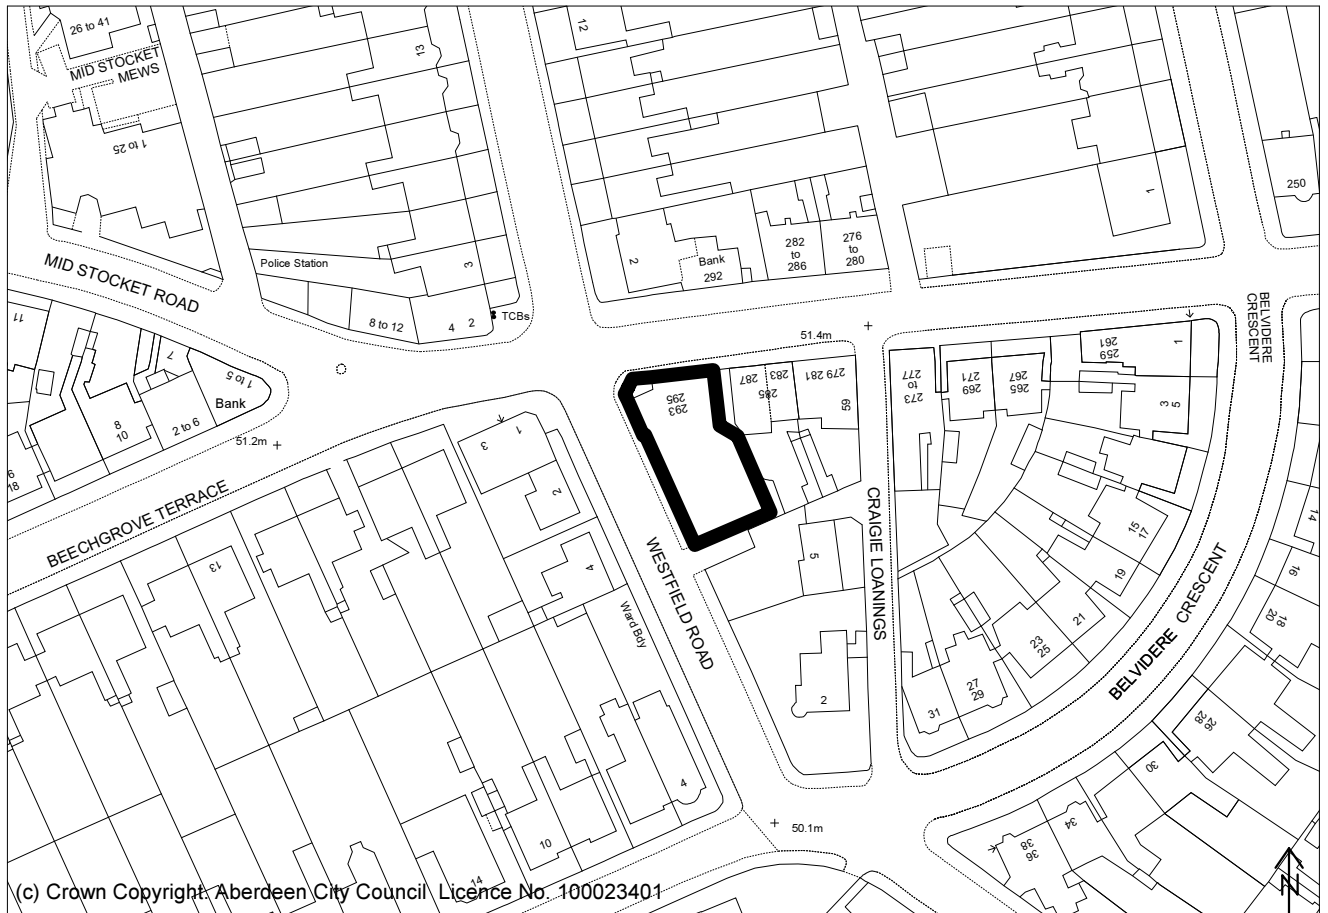 26 to 41
MID STOCKET
MEWS
1 to 25
13
12
Police Station
3
8 to 12
4
2
TCBs
2
Bank
292
282
to
286
276
to
280
1
250
MID STOCKET ROAD
11
7
1 to 5
Bank
8
10
2 to 6
6
18
51.2m
BEECHGROVE TERRACE
13
3
1
2
4
Ward Bdy
WESTFIELD ROAD
51.4m
293
295
287
283
285
279 281
59
277
to
273
271
269
267
265
261
259
1
3
5
BELVIDERE
CRESCENT
CRAIGIE LOANINGS
5
2
15
17
19
21
23
25
27
29
31
BELVIDERE CRESCENT
14
16
18
20
26
28
30
34
38
36
4
10
14
50.1m
N
(c) Crown Copyright. Aberdeen City Council. Licence No. 100023401